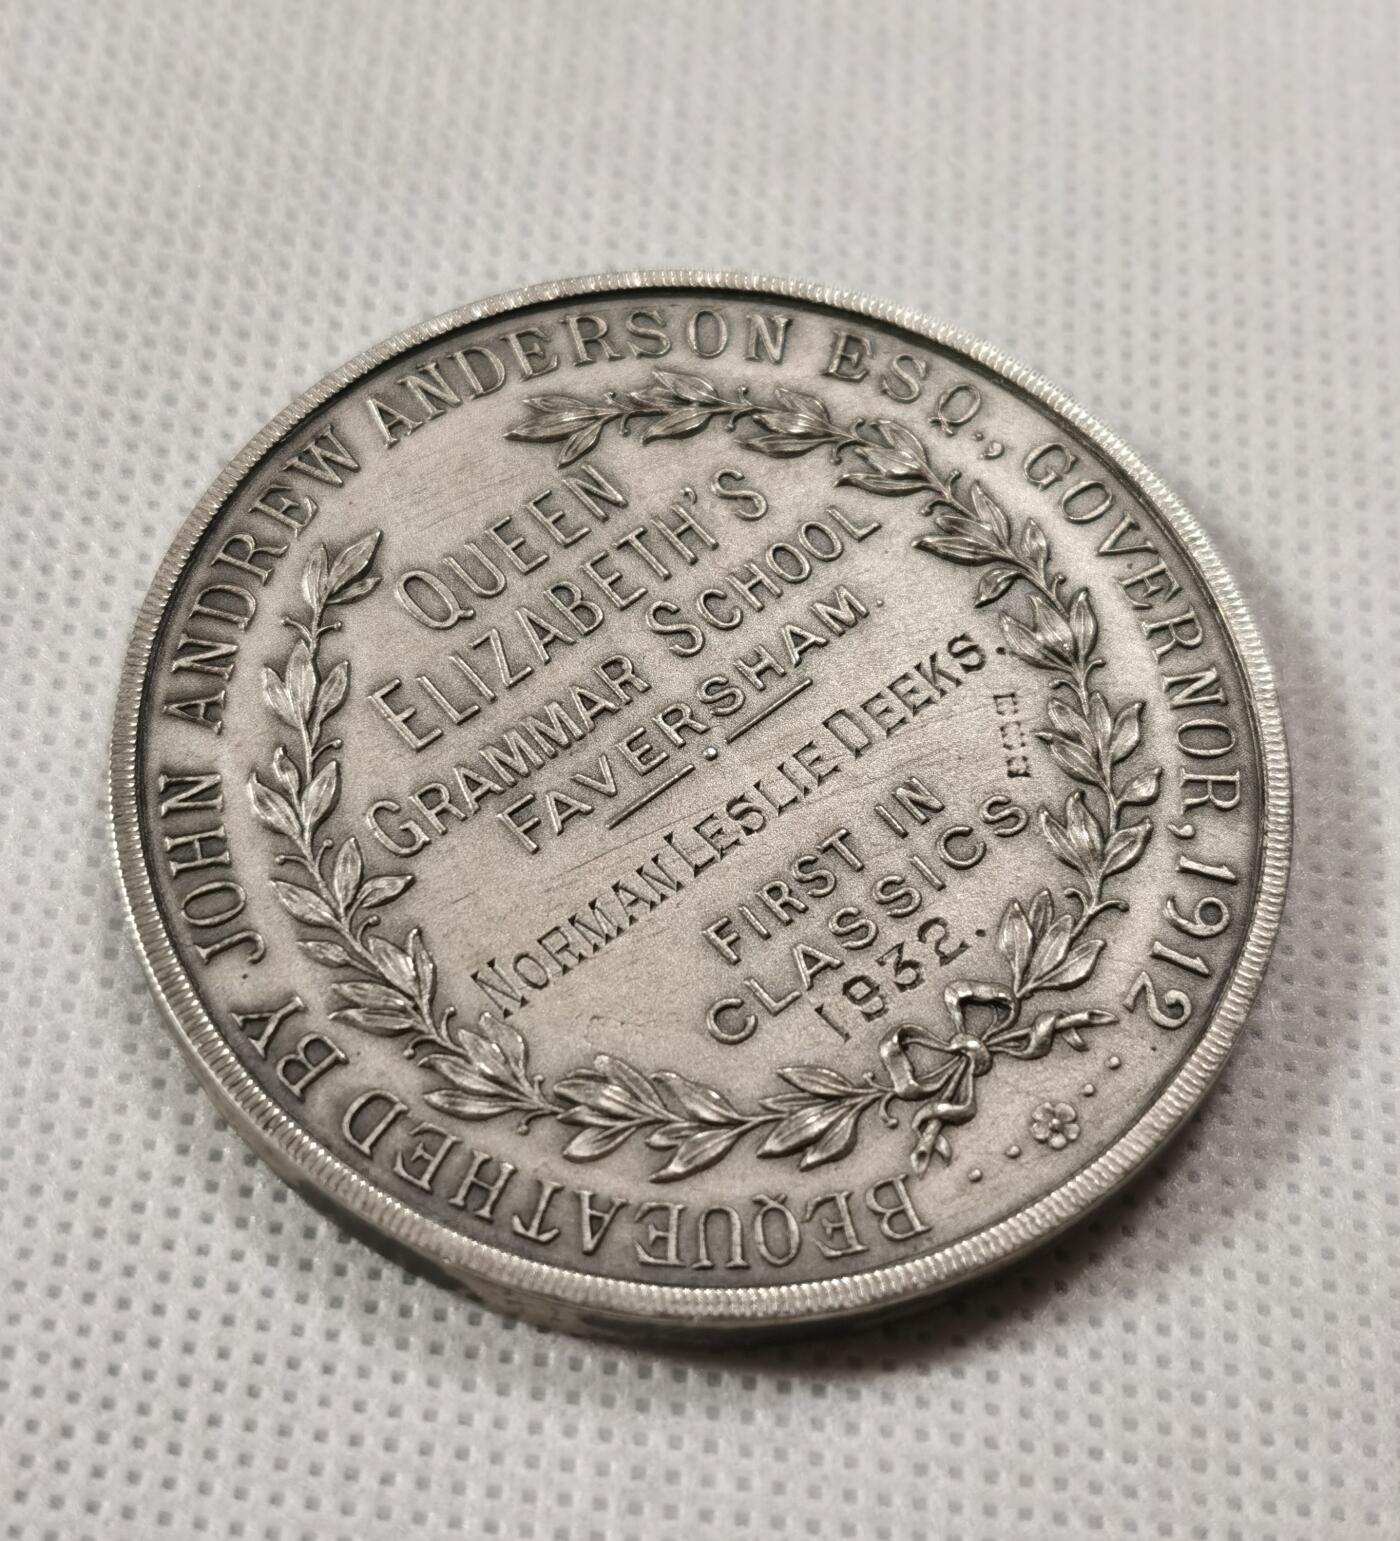 BEQUEATHED BY JOHN ANDREW ANDERSON ESQ., GOVERNOR, 1912
QUEEN
ELIZABETH'S
GRAMMAR SCHOOL
FAVERSHAM.
NORMAN LESLIE DEEKS.
FIRST IN
CLASSICS
1932.